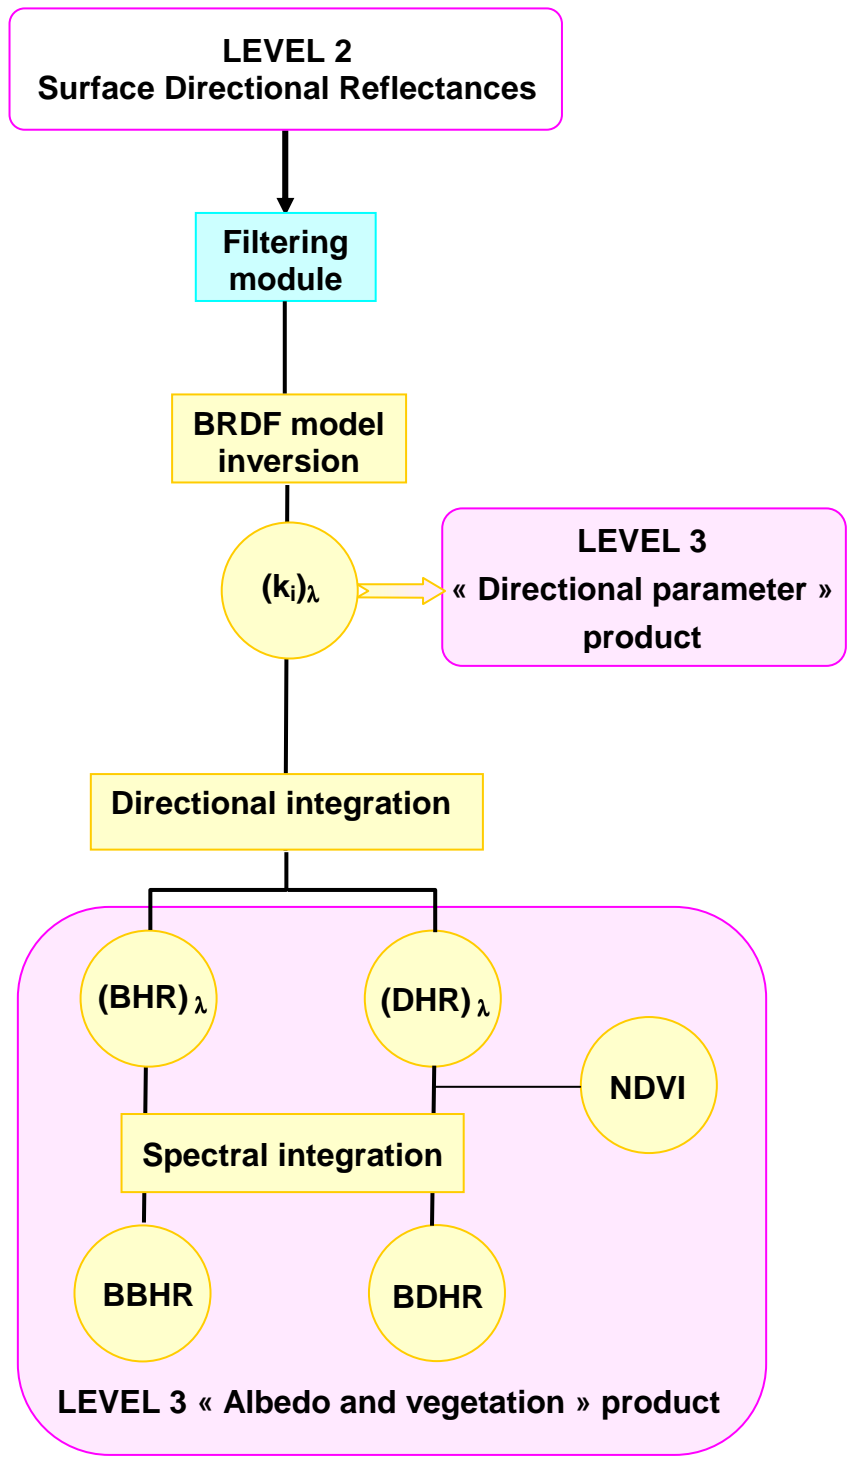 LEVEL 2
Surface Directional Reflectances
Filtering
module
BRDF model
inversion
(kᵢ)λ
LEVEL 3
« Directional parameter »
product
Directional integration
(BHR) λ
(DHR) λ
NDVI
Spectral integration
BBHR
BDHR
LEVEL 3 « Albedo and vegetation » product